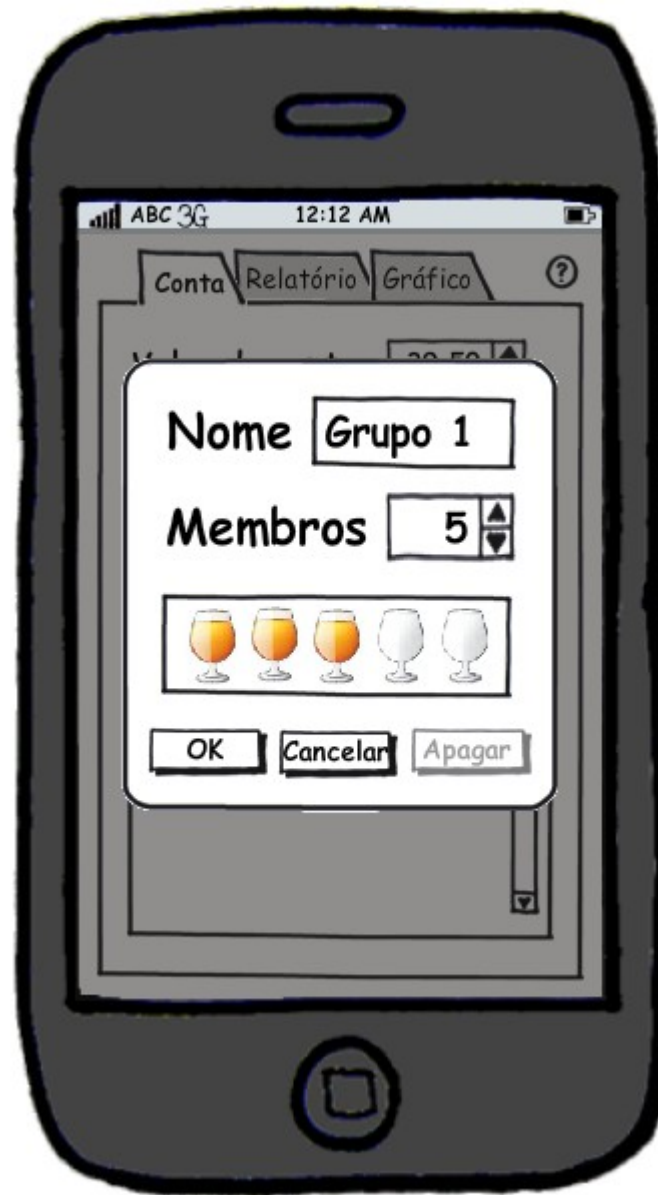 ABC 3G 12:12 AM
Conta Relatório Gráfico ?
Nome Grupo 1
Membros 5
OK Cancelar Apagar